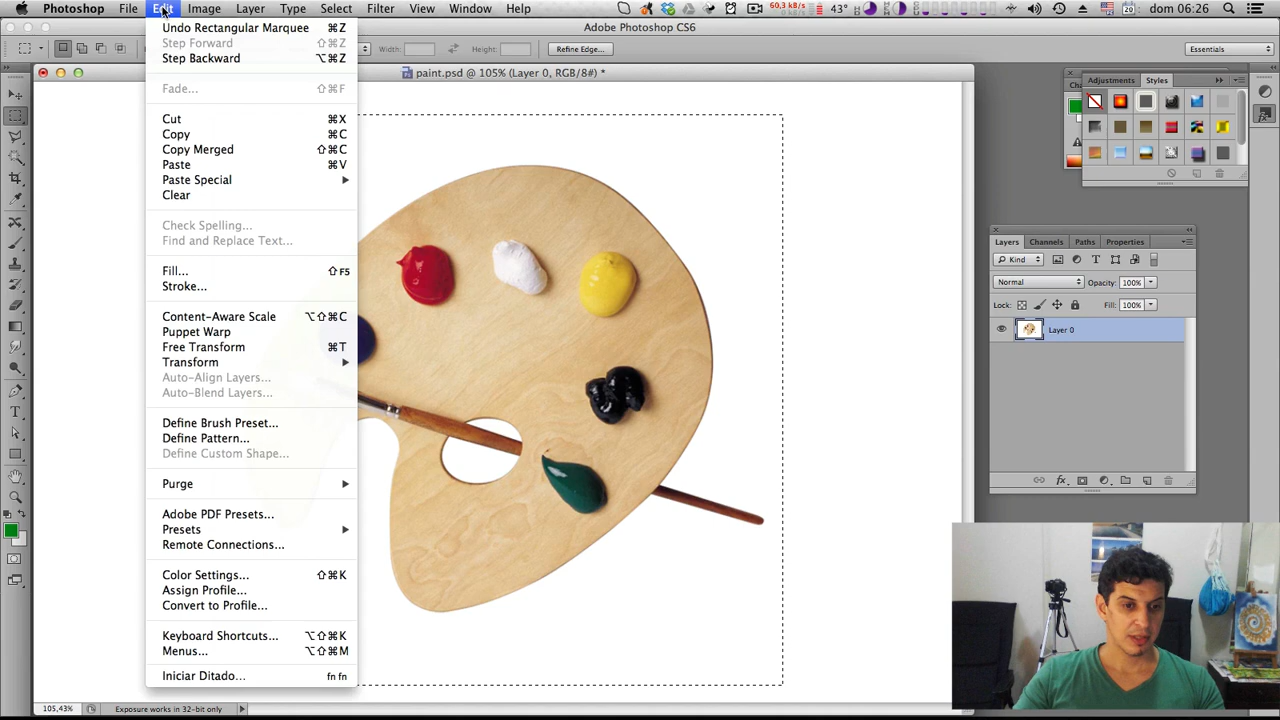 Photoshop File Edit Image Layer Type Select Filter View Window Help 60,3 kB/s 43° dom 06:26
Adobe Photoshop CS6
Width: Height: Refine Edge... Essentials
paint.psd @ 105% (Layer 0, RGB/8#) *
Undo Rectangular Marquee ⌘Z
Step Forward ⇧⌘Z
Step Backward ⌥⌘Z
Fade... ⇧⌘F
Cut ⌘X
Copy ⌘C
Copy Merged ⇧⌘C
Paste ⌘V
Paste Special
Clear
Check Spelling...
Find and Replace Text...
Fill... ⇧F5
Stroke...
Content-Aware Scale ⌥⇧⌘C
Puppet Warp
Free Transform ⌘T
Transform
Auto-Align Layers...
Auto-Blend Layers...
Define Brush Preset...
Define Pattern...
Define Custom Shape...
Purge
Adobe PDF Presets...
Presets
Remote Connections...
Color Settings... ⇧⌘K
Assign Profile...
Convert to Profile...
Keyboard Shortcuts... ⌥⇧⌘K
Menus... ⌥⇧⌘M
Iniciar Ditado... fn fn
Adjustments Styles
Layers Channels Paths Properties
Kind
Normal Opacity: 100%
Lock: Fill: 100%
Layer 0
105,43% Exposure works in 32-bit only